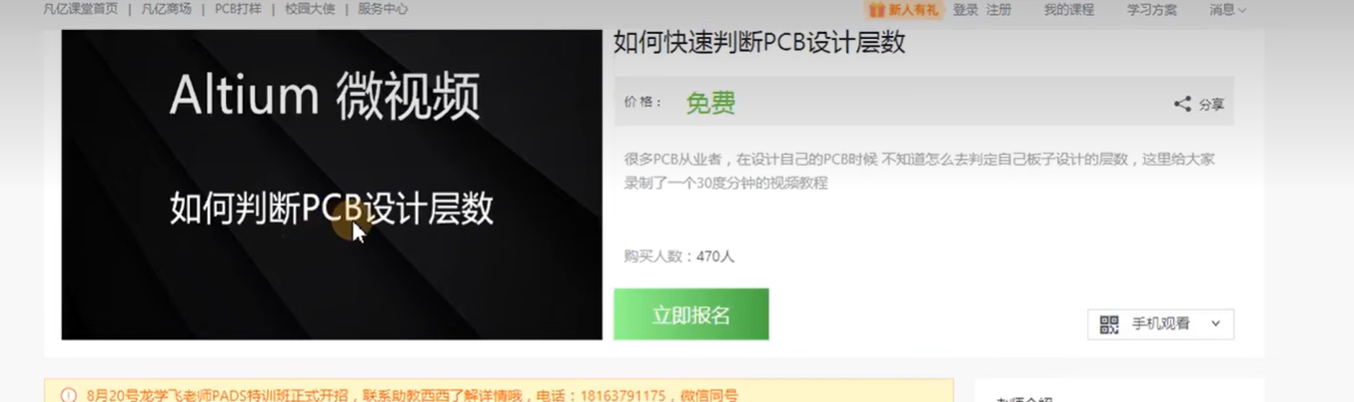 凡亿课堂首页 | 凡亿商场 | PCB打样 | 校园大使 | 服务中心
新人有礼 登录 注册 我的课程 学习方案 消息
Altium 微视频
如何判断PCB设计层数
如何快速判断PCB设计层数
价格： 免费
分享
很多PCB从业者，在设计自己的PCB时候 不知道怎么去判定自己板子设计的层数，这里给大家
录制了一个30度分钟的视频教程
购买人数：470人
立即报名
手机观看
8月20号龙学飞老师PADS特训班正式开招，联系助教西西了解详情哦，电话：18163791175，微信同号